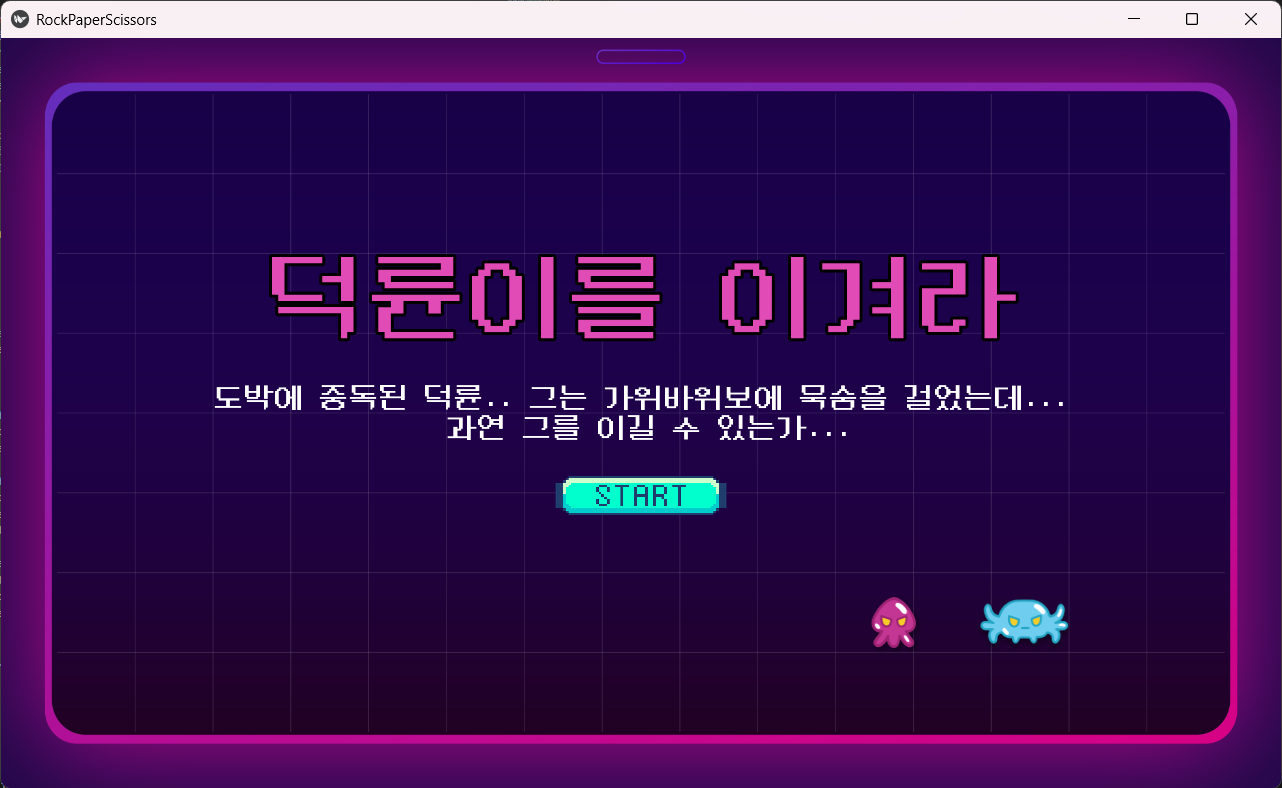 RockPaperScissors
덕륜이를 이겨라
도박에 중독된 덕륜.. 그는 가위바위보에 목숨을 걸었는데...
과연 그를 이길 수 있는가...
START